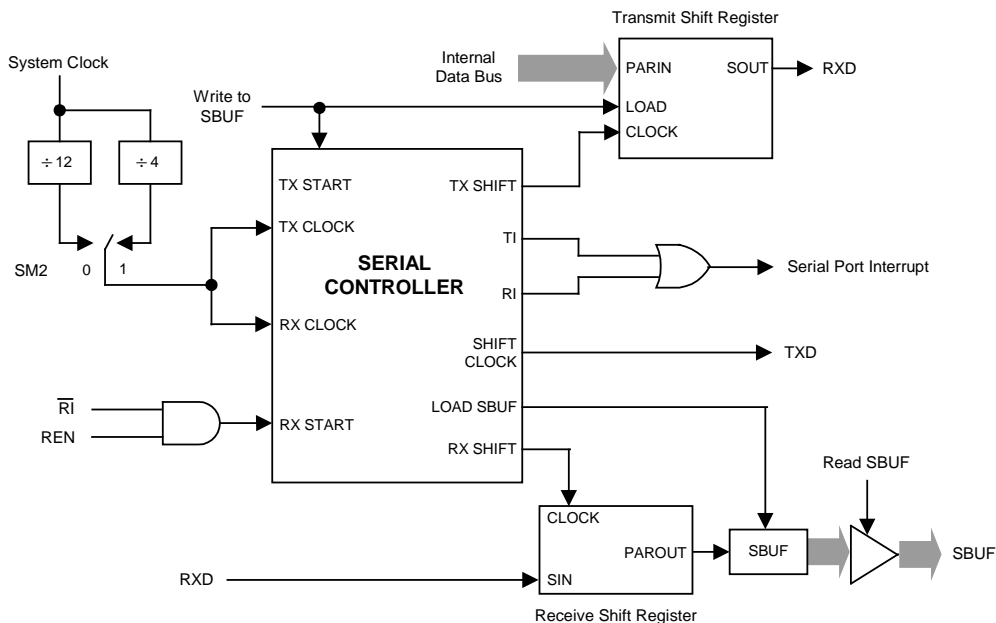 Transmit Shift Register
System Clock
Internal
Data Bus
PARIN
SOUT
RXD
Write to
SBUF
LOAD
CLOCK
÷ 12
÷ 4
TX START
TX SHIFT
TX CLOCK
TI
SM2
0
1
SERIAL
CONTROLLER
Serial Port Interrupt
RI
RX CLOCK
SHIFT
CLOCK
TXD
RI
REN
LOAD SBUF
RX START
RX SHIFT
Read SBUF
CLOCK
PAROUT
SBUF
SBUF
RXD
SIN
Receive Shift Register